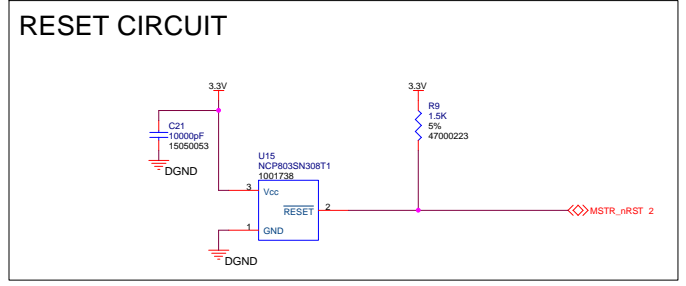 RESET CIRCUIT
3.3V
3.3V
C21
10000pF
15050053
DGND
R9
1.5K
5%
47000223
U15
NCP803SN308T1
1001738
3
Vcc
RESET
2
MSTR_nRST 2
1
GND
DGND